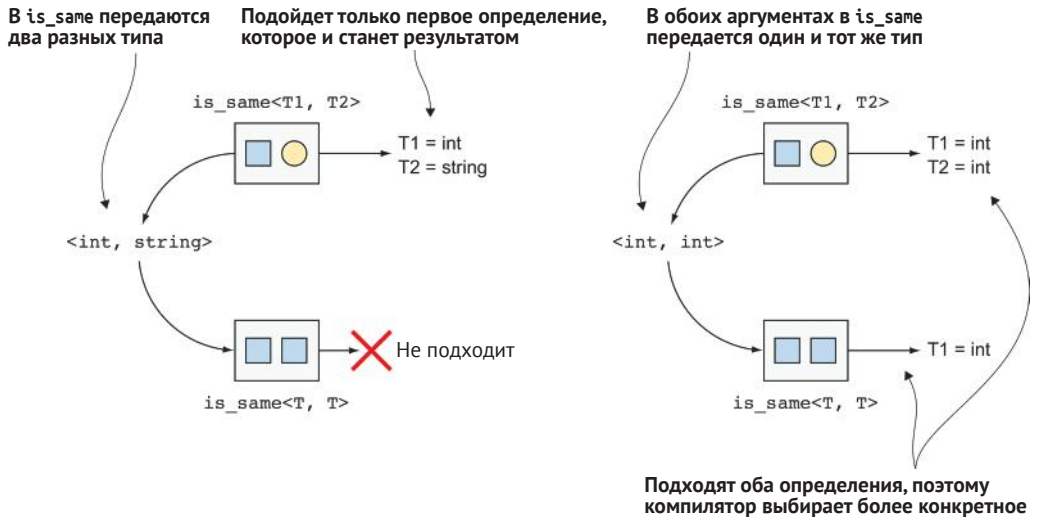 В is_same передаются
два разных типа
Подойдет только первое определение,
которое и станет результатом
is_same<T1, T2>
T1 = int
T2 = string
<int, string>
Не подходит
is_same<T, T>
В обоих аргументах в is_same
передается один и тот же тип
is_same<T1, T2>
T1 = int
T2 = int
<int, int>
T1 = int
is_same<T, T>
Подходят оба определения, поэтому
компилятор выбирает более конкретное